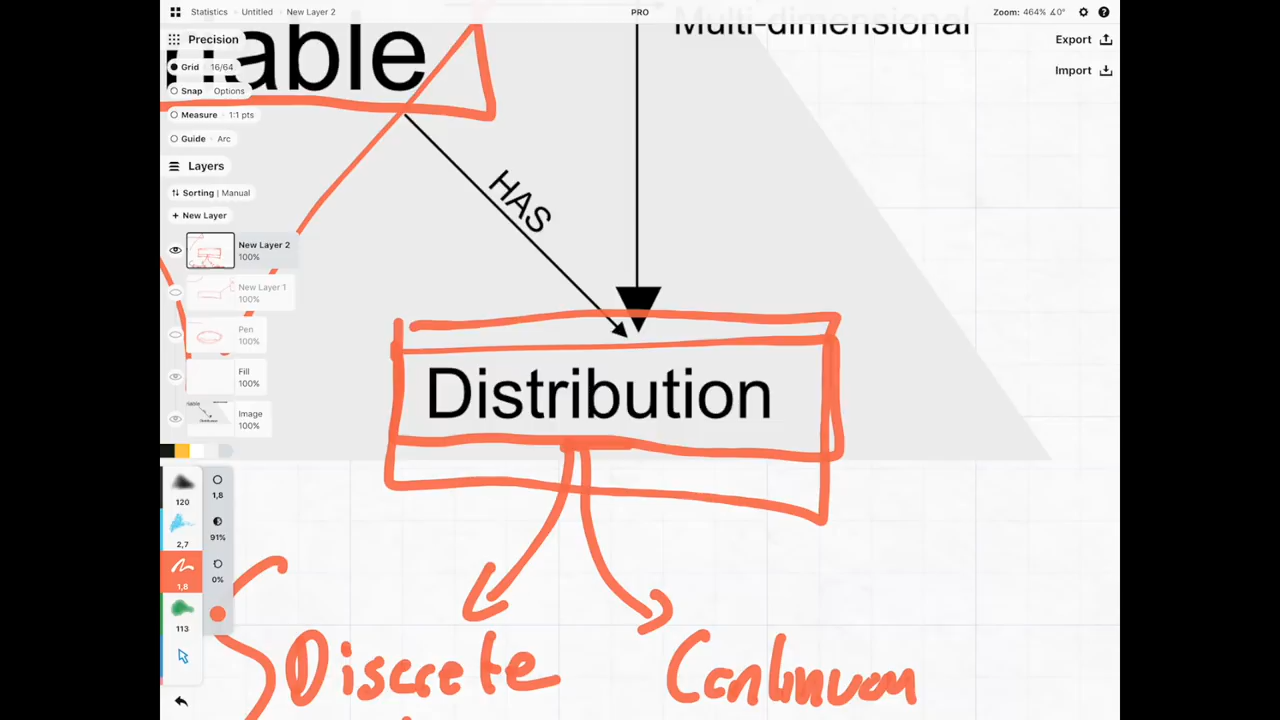 Statistics • Untitled • New Layer 2
PRO
Zoom: 464% ∠0°
Multi-dimensional
Precision
Export
Grid 16/64
Import
Snap Options
Measure 1:1 pts
Guide Arc
Layers
Sorting | Manual
+ New Layer
New Layer 2
100%
New Layer 1
100%
Pen
100%
Fill
100%
Image
100%
HAS
Distribution
120
2,7
1,8
113
1,8
91%
0%
Discrete